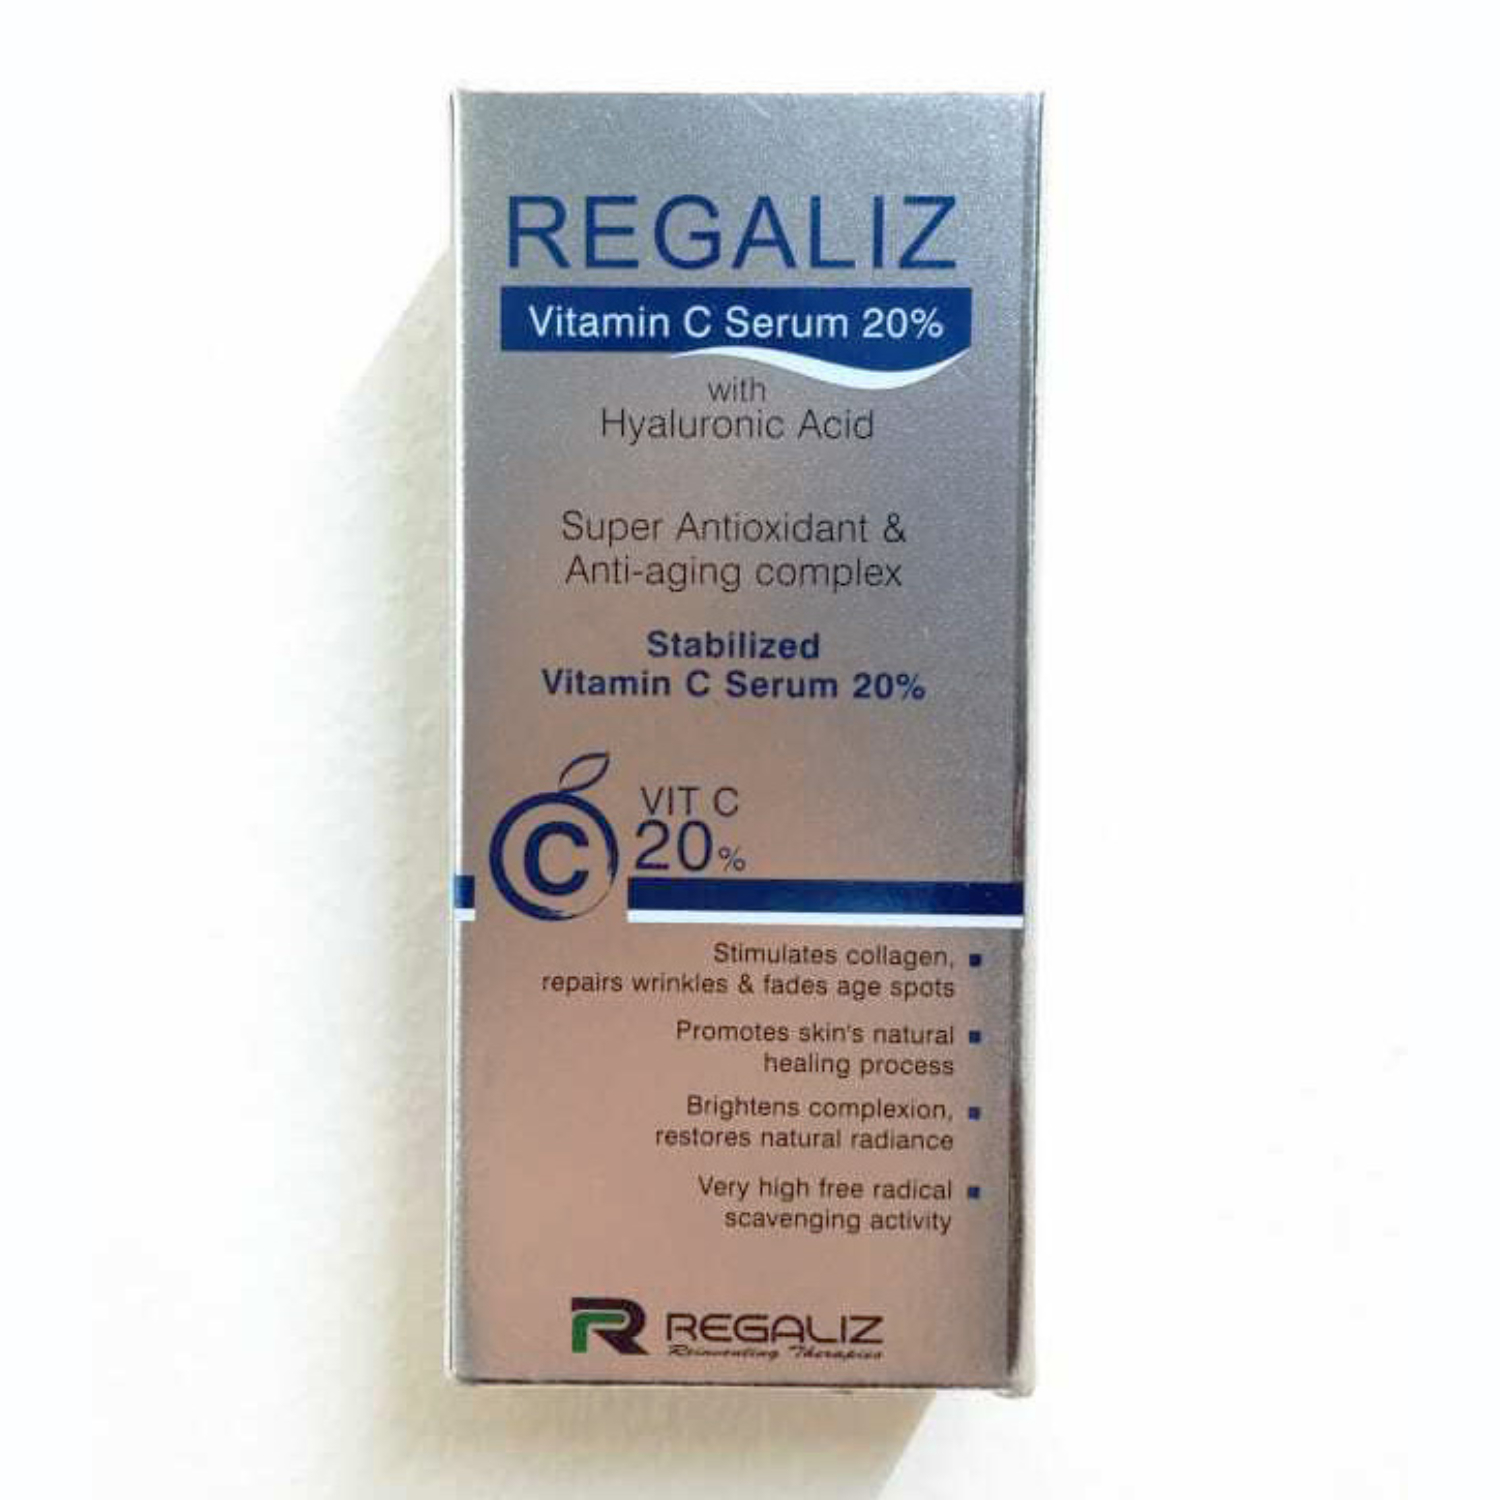 REGALIZ
Vitamin C Serum 20%
with
Hyaluronic Acid
Super Antioxidant &
Anti-aging complex
Stabilized
Vitamin C Serum 20%
C
VIT C
20%
Stimulates collagen,
repairs wrinkles & fades age spots
Promotes skin's natural
healing process
Brightens complexion,
restores natural radiance
Very high free radical
scavenging activity
R REGALIZ
Reinventing Therapies